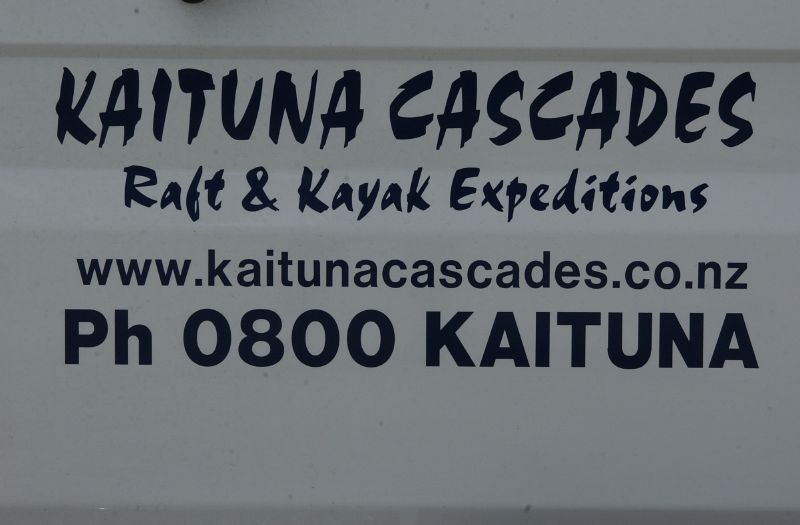 KAITUNA CASCADES
Raft & Kayak Expeditions
www.kaitunacascades.co.nz
Ph 0800 KAITUNA